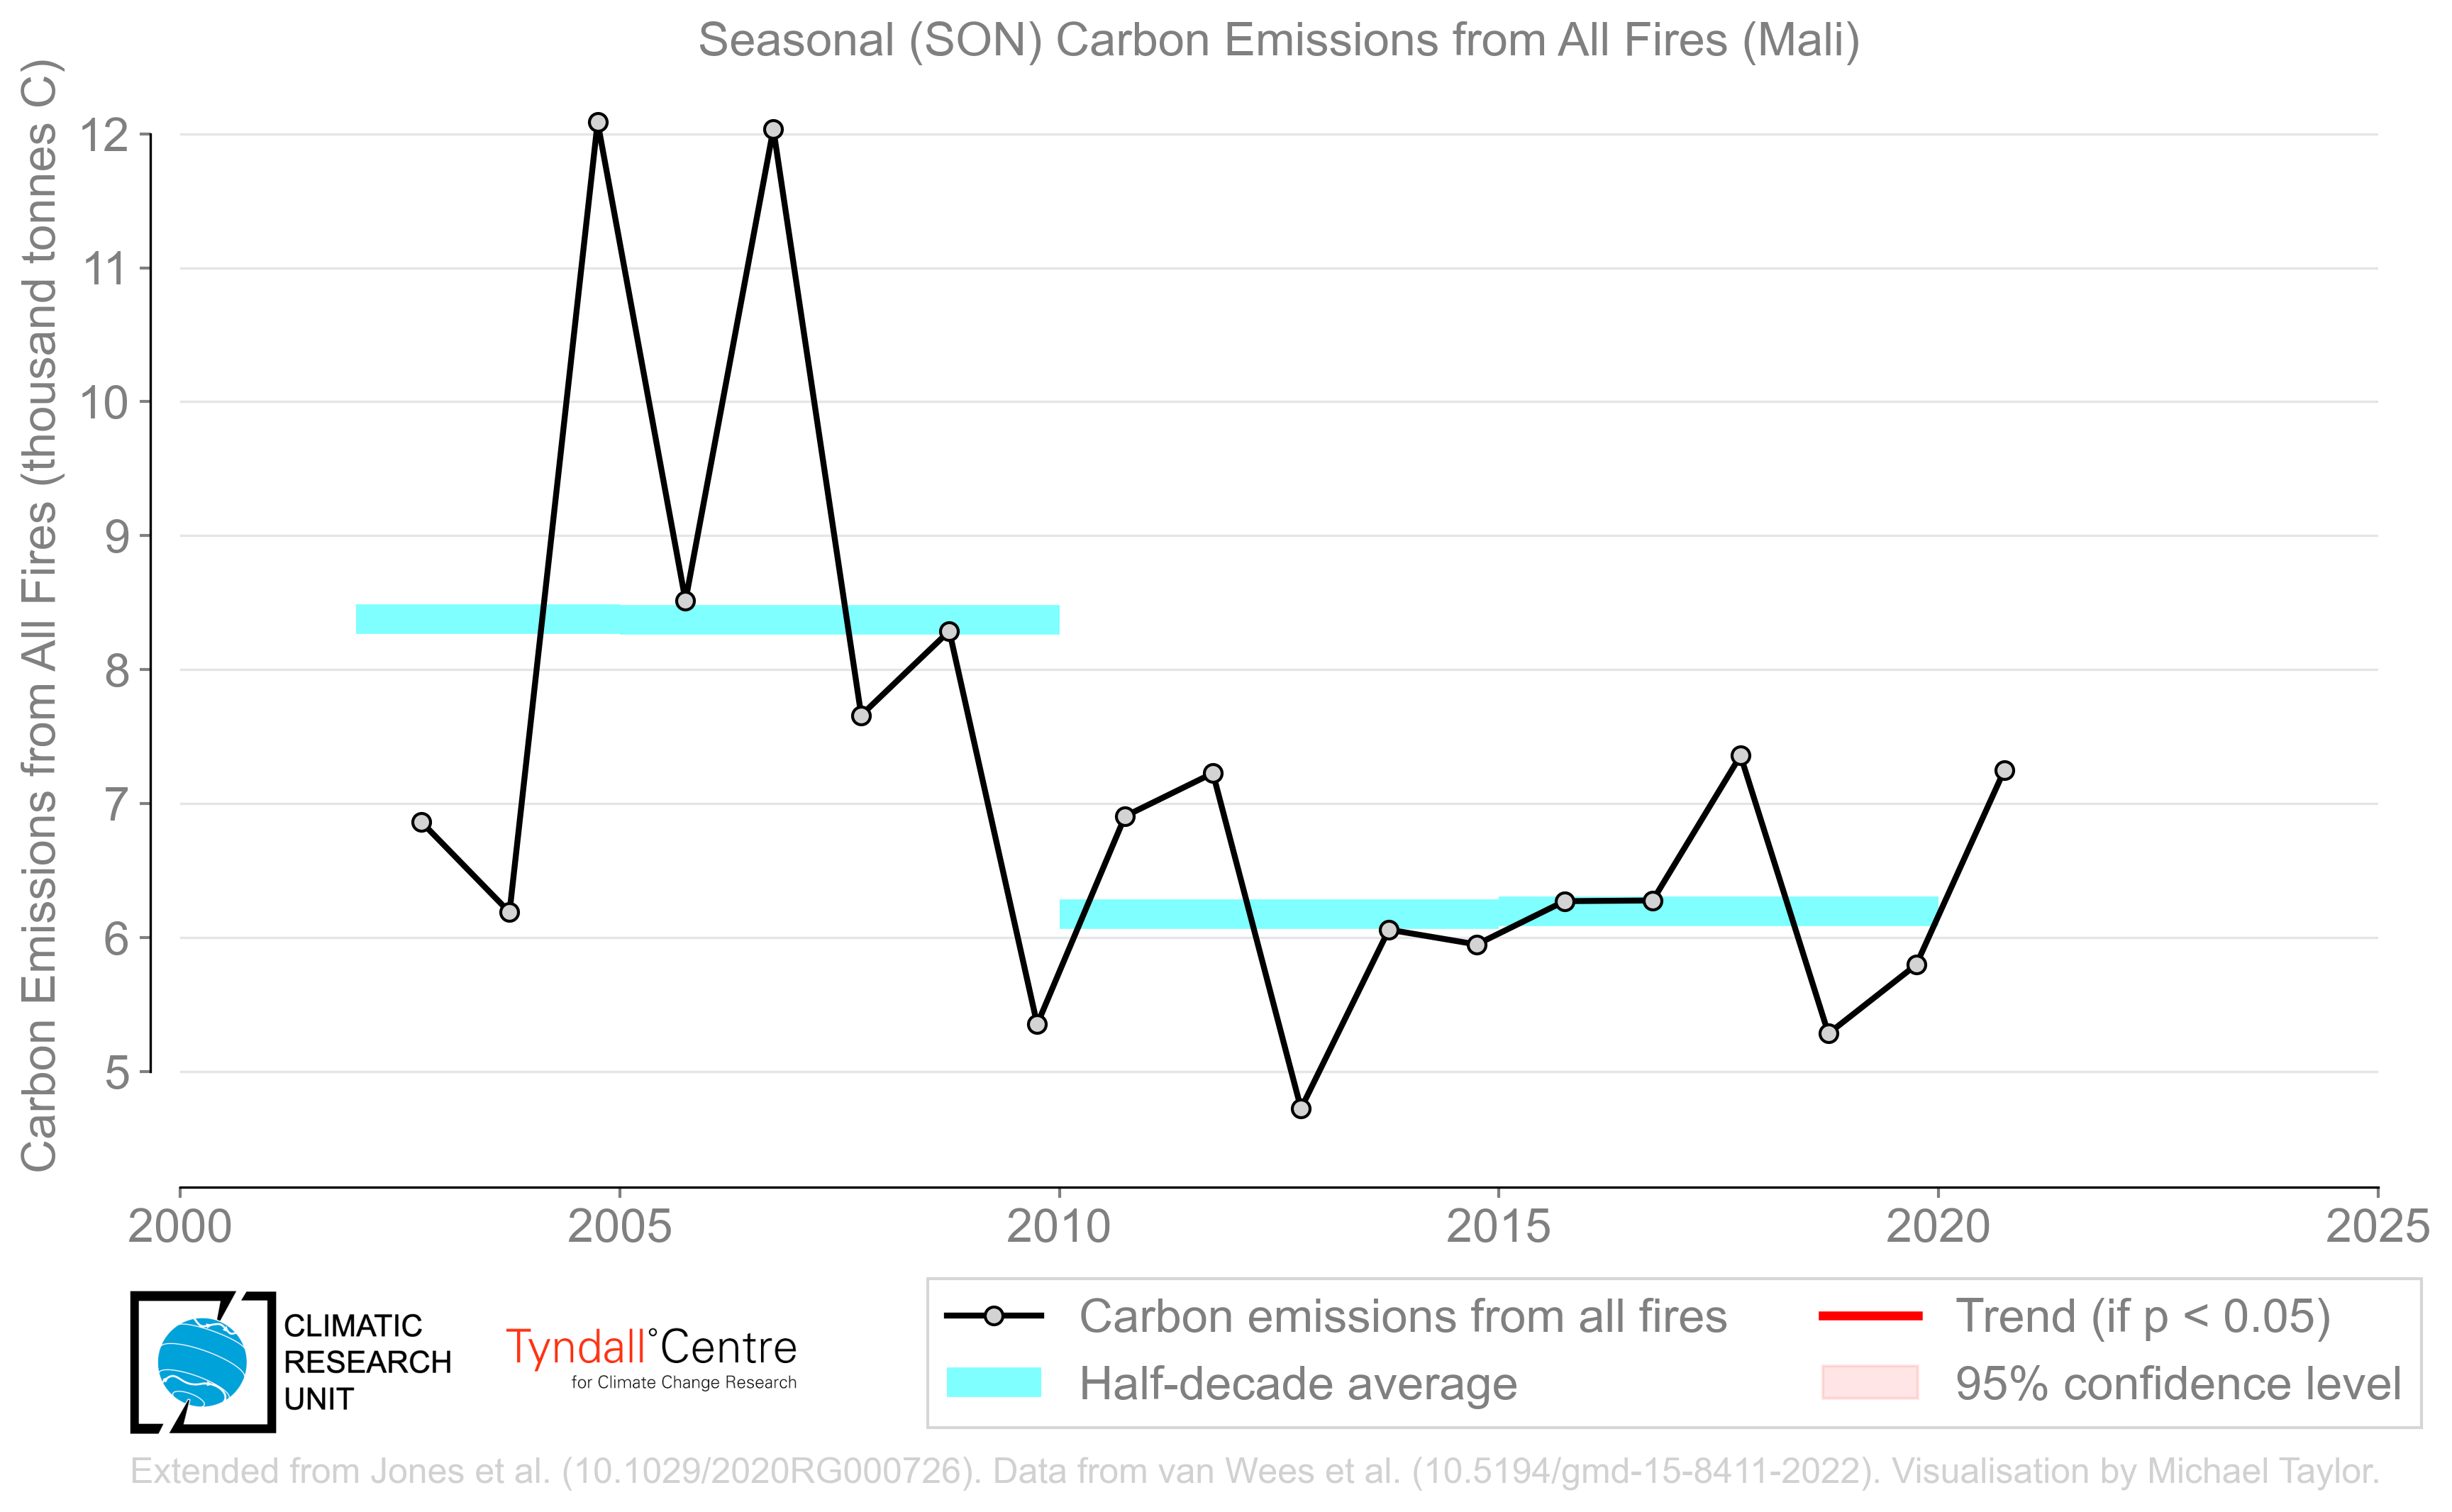 Seasonal (SON) Carbon Emissions from All Fires (Mali)
Carbon Emissions from All Fires (thousand tonnes C)
12
11
10
9
8
7
6
5
2000
2005
2010
2015
2020
2025
CLIMATIC
RESEARCH
UNIT
Tyndall°Centre
for Climate Change Research
Carbon emissions from all fires
Half-decade average
Trend (if p < 0.05)
95% confidence level
Extended from Jones et al. (10.1029/2020RG000726). Data from van Wees et al. (10.5194/gmd-15-8411-2022). Visualisation by Michael Taylor.